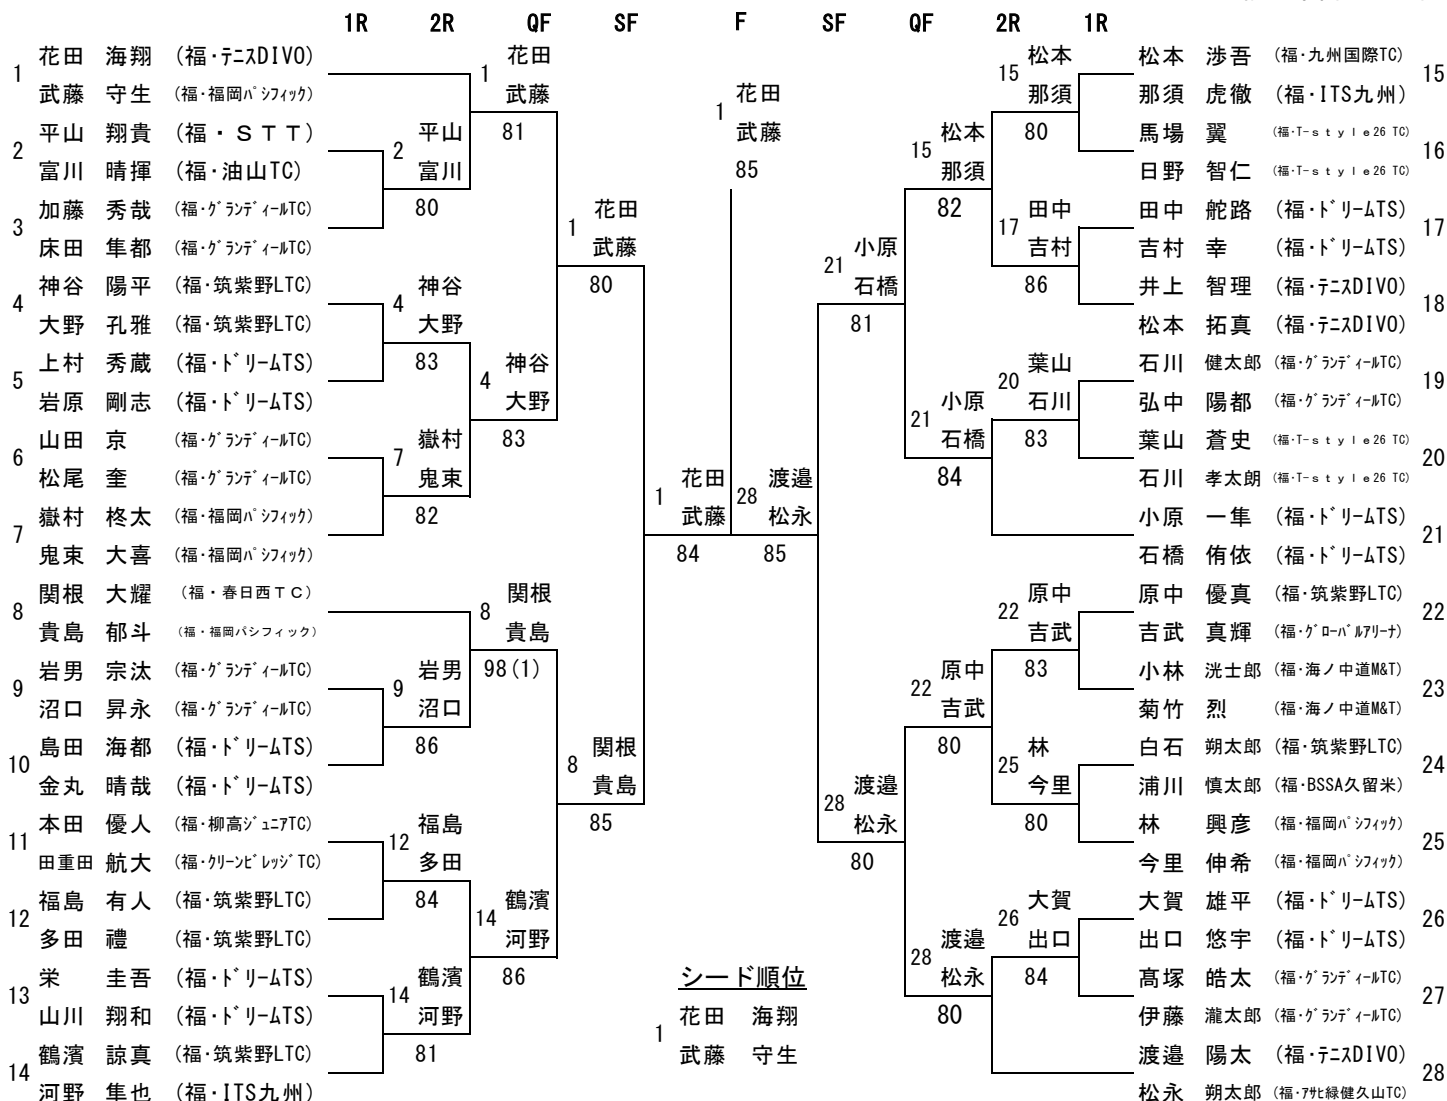 1R 2R QF SF F SF QF 2R 1R
1 花田 海翔 (福・テニスDIVO)
武藤 守生 (福・福岡パシフィック)
2 平山 翔貴 (福・STT)
富川 晴揮 (福・油山TC)
3 加藤 秀哉 (福・グランディールTC)
床田 隼都 (福・グランディールTC)
4 神谷 陽平 (福・筑紫野LTC)
大野 孔雅 (福・筑紫野LTC)
5 上村 秀蔵 (福・ドリームTS)
岩原 剛志 (福・ドリームTS)
6 山田 京 (福・グランディールTC)
松尾 奎 (福・グランディールTC)
7 嶽村 柊太 (福・福岡パシフィック)
鬼束 大喜 (福・福岡パシフィック)
8 関根 大耀 (福・春日西TC)
貴島 郁斗 (福・福岡パシフィック)
9 岩男 宗汰 (福・グランディールTC)
沼口 昇永 (福・グランディールTC)
10 島田 海都 (福・ドリームTS)
金丸 晴哉 (福・ドリームTS)
11 本田 優人 (福・柳高ジュニアTC)
田重田 航大 (福・クリーンビレッジTC)
12 福島 有人 (福・筑紫野LTC)
多田 禮 (福・筑紫野LTC)
13 栄 圭吾 (福・ドリームTS)
山川 翔和 (福・ドリームTS)
14 鶴濱 諒真 (福・筑紫野LTC)
河野 隼也 (福・ITS九州)
2 平山
富川
80
4 神谷
大野
83
7 嶽村
鬼束
82
9 岩男
沼口
86
12 福島
多田
84
14 鶴濱
河野
81
1 花田
武藤
81
4 神谷
大野
83
8 関根
貴島
98(1)
14 鶴濱
河野
86
1 花田
武藤
80
8 関根
貴島
85
1 花田
武藤
84
1 花田
武藤
85
28 渡邉
松永
85
21 小原
石橋
81
28 渡邉
松永
80
15 松本
那須
82
21 小原
石橋
84
22 原中
吉武
80
28 渡邉
松永
80
15 松本
那須
80
17 田中
吉村
86
20 葉山
石川
83
22 原中
吉武
83
25 林
今里
80
26 大賀
出口
84
松本 渉吾 (福・九州国際TC) 15
那須 虎徹 (福・ITS九州)
馬場 翼 (福・T-style26 TC) 16
日野 智仁 (福・T-style26 TC)
田中 舵路 (福・ドリームTS) 17
吉村 幸 (福・ドリームTS)
井上 智理 (福・テニスDIVO) 18
松本 拓真 (福・テニスDIVO)
石川 健太郎 (福・グランディールTC) 19
弘中 陽都 (福・グランディールTC)
葉山 蒼史 (福・T-style26 TC) 20
石川 孝太朗 (福・T-style26 TC)
小原 一隼 (福・ドリームTS) 21
石橋 侑依 (福・ドリームTS)
原中 優真 (福・筑紫野LTC) 22
吉武 真輝 (福・グローバルアリーナ)
小林 洸士郎 (福・海ノ中道M&T) 23
菊竹 烈 (福・海ノ中道M&T)
白石 朔太郎 (福・筑紫野LTC) 24
浦川 慎太郎 (福・BSSA久留米)
林 興彦 (福・福岡パシフィック) 25
今里 伸希 (福・福岡パシフィック)
大賀 雄平 (福・ドリームTS) 26
出口 悠宇 (福・ドリームTS)
髙塚 皓太 (福・グランディールTC) 27
伊藤 瀧太郎 (福・グランディールTC)
渡邉 陽太 (福・テニスDIVO) 28
松永 朔太郎 (福・アサヒ緑健久山TC)
シード順位
1 花田 海翔
武藤 守生